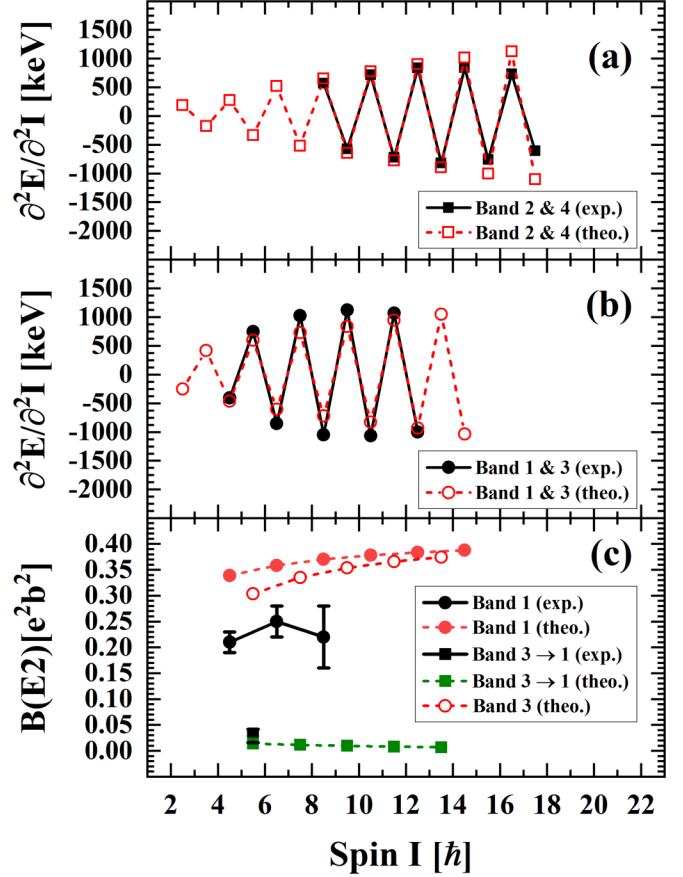 1000
500
0
-500
-1000
-1500
-2000
∂²E/∂²I [keV]
(a)
Band 2 & 4 (exp.)
Band 2 & 4 (theo.)
1500
1000
500
0
-500
-1000
-1500
-2000
∂²E/∂²I [keV]
(b)
Band 1 & 3 (exp.)
Band 1 & 3 (theo.)
0.40
0.35
0.30
0.25
0.20
0.15
0.10
0.05
0.00
B(E2)[e²b²]
(c)
Band 1 (exp.)
Band 1 (theo.)
Band 3 → 1 (exp.)
Band 3 → 1 (theo.)
Band 3 (theo.)
2 4 6 8 10 12 14 16 18 20 22
Spin I [ħ]